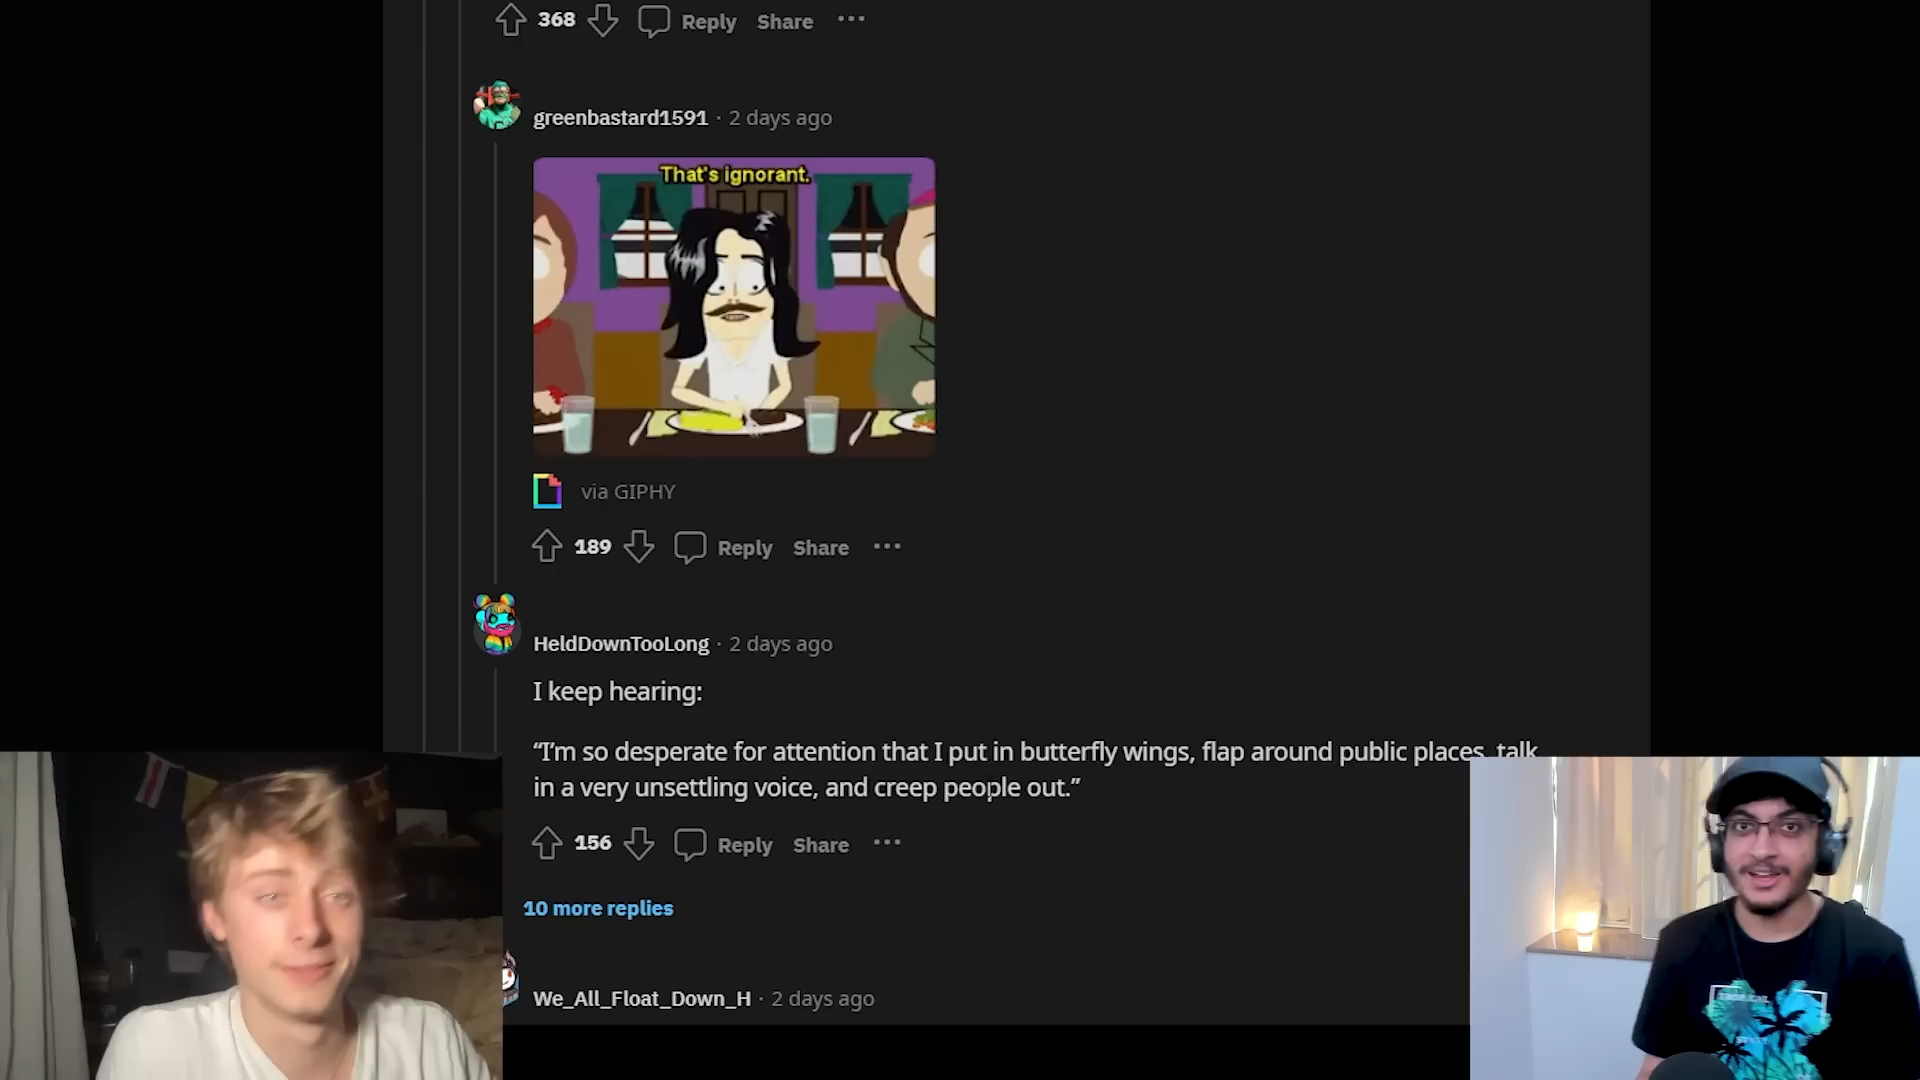 368 Reply Share
greenbastard1591 · 2 days ago
That's ignorant.
via GIPHY
189 Reply Share
HeldDownTooLong · 2 days ago
I keep hearing:
“I’m so desperate for attention that I put in butterfly wings, flap around public places, talk
in a very unsettling voice, and creep people out.”
156 Reply Share
10 more replies
We_All_Float_Down_H · 2 days ago